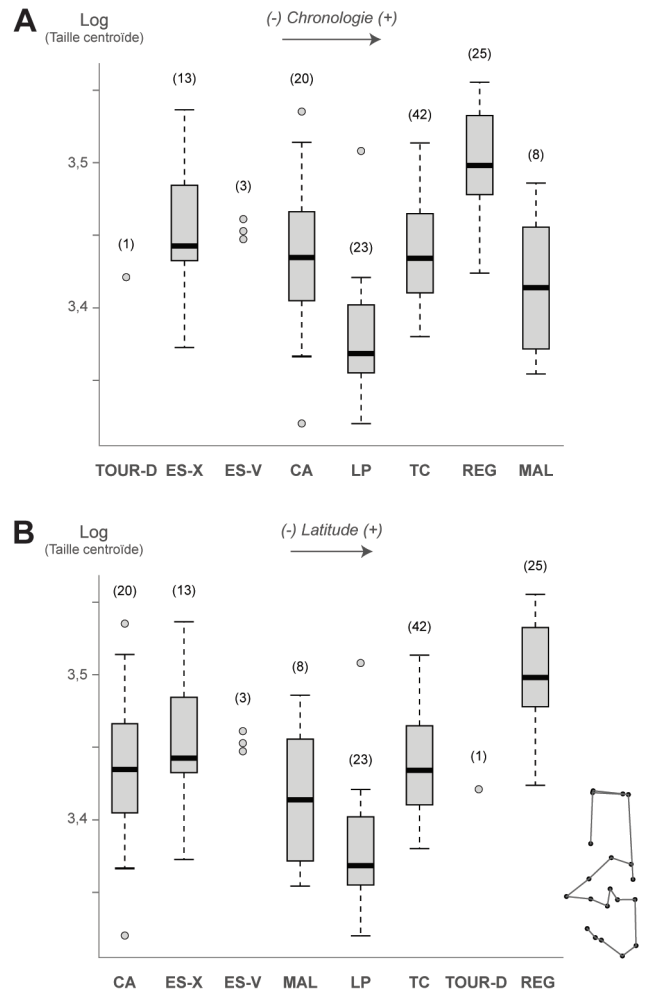 A
Log
(Taille centroïde)
(-) Chronologie (+)
(1)
(13)
(3)
(20)
(23)
(42)
(25)
(8)
3,5
3,4
TOUR-D ES-X ES-V CA LP TC REG MAL
B
Log
(Taille centroïde)
(-) Latitude (+)
(20)
(13)
(3)
(8)
(23)
(42)
(1)
(25)
3,5
3,4
CA ES-X ES-V MAL LP TC TOUR-D REG